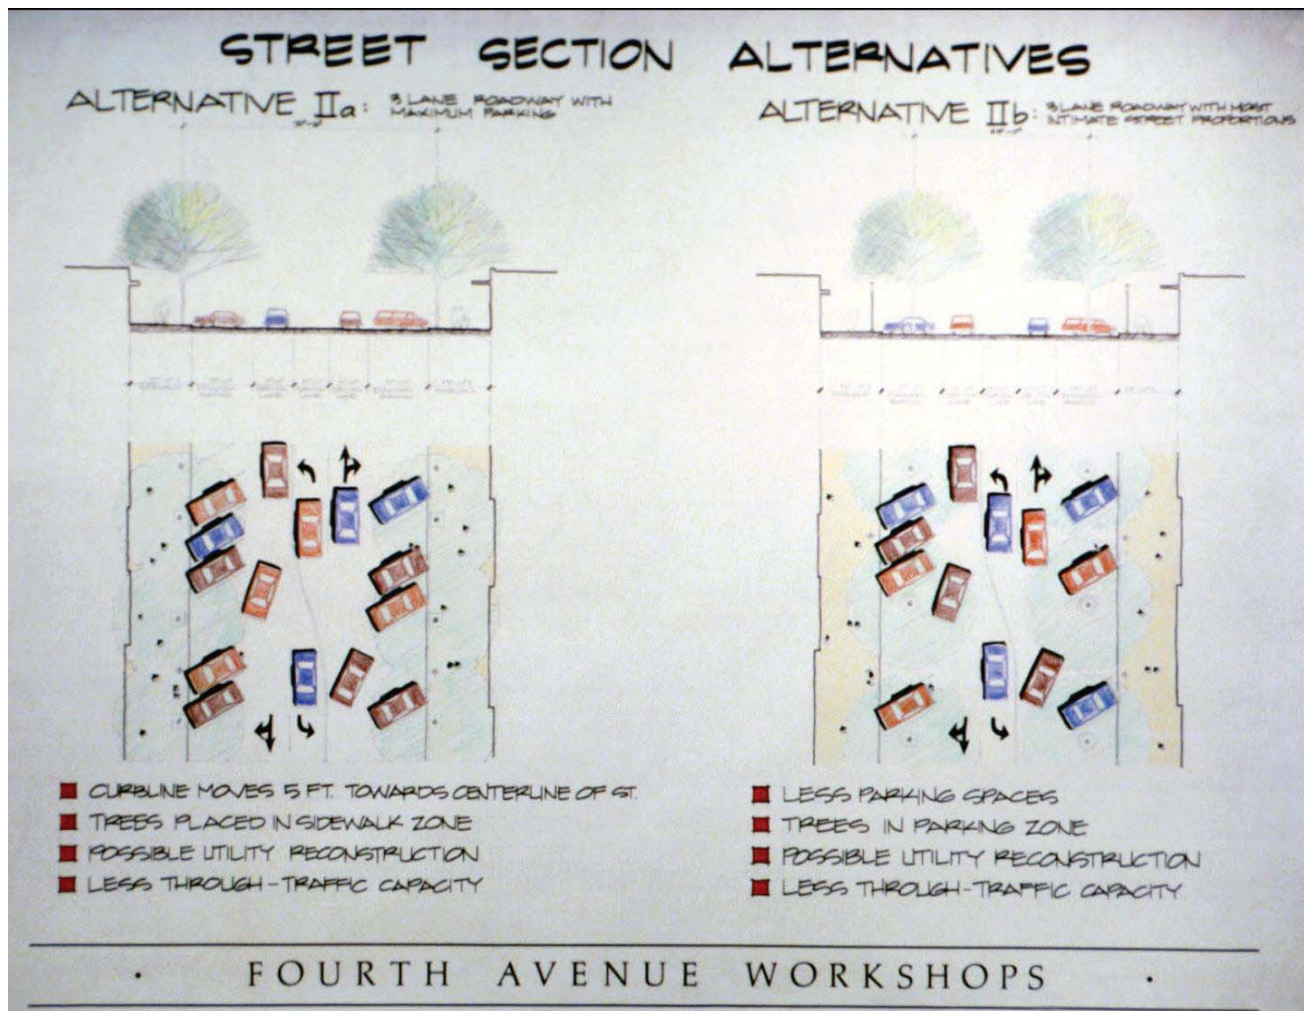 STREET SECTION ALTERNATIVES
ALTERNATIVE IIa: 3 LANE ROADWAY WITH
MAXIMUM PARKING
ALTERNATIVE IIb: 3 LANE ROADWAY WITH MOST
INTIMATE STREET PROPORTIONS
CURBLINE MOVES 5 FT. TOWARDS CENTERLINE OF ST.
TREES PLACED IN SIDEWALK ZONE
POSSIBLE UTILITY RECONSTRUCTION
LESS THROUGH-TRAFFIC CAPACITY
LESS PARKING SPACES
TREES IN PARKING ZONE
POSSIBLE UTILITY RECONSTRUCTION
LESS THROUGH-TRAFFIC CAPACITY
· FOURTH AVENUE WORKSHOPS ·